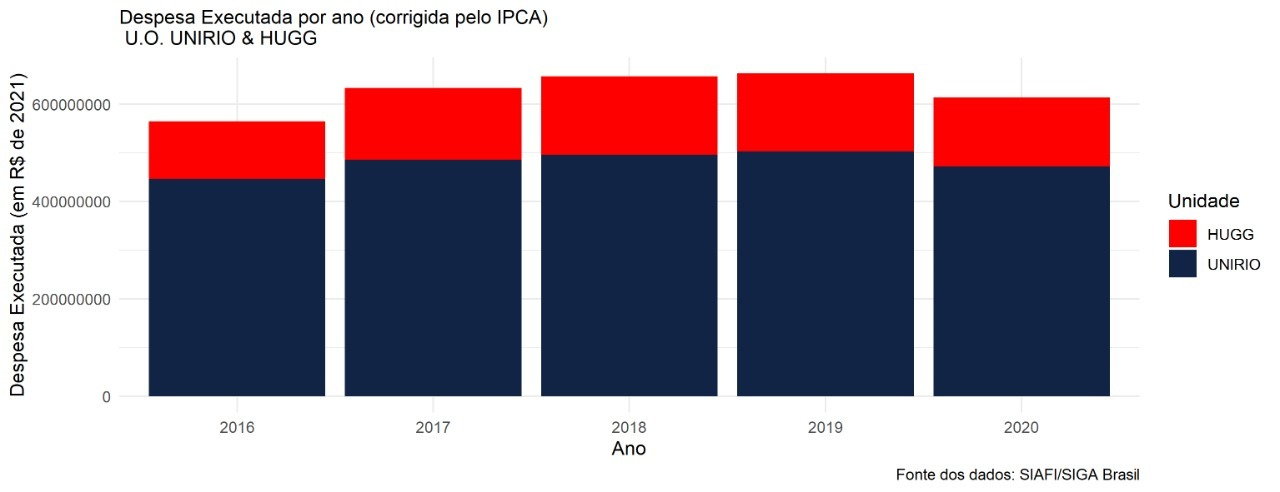 Despesa Executada por ano (corrigida pelo IPCA)
U.O. UNIRIO & HUGG
Despesa Executada (em R$ de 2021)
600000000
400000000
200000000
0
2016
2017
2018
2019
2020
Ano
Unidade
HUGG
UNIRIO
Fonte dos dados: SIAFI/SIGA Brasil